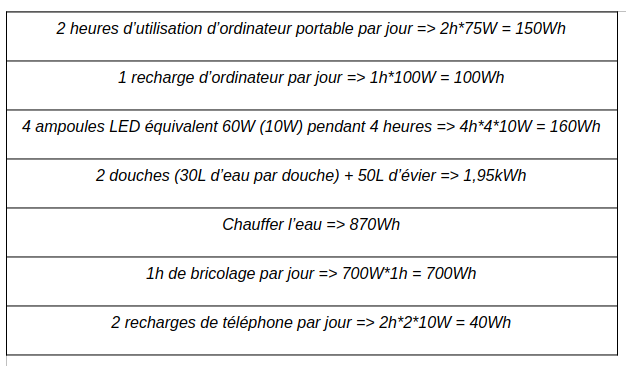 2 heures d’utilisation d’ordinateur portable par jour => 2h*75W = 150Wh
1 recharge d’ordinateur par jour => 1h*100W = 100Wh
4 ampoules LED équivalent 60W (10W) pendant 4 heures => 4h*4*10W = 160Wh
2 douches (30L d’eau par douche) + 50L d’évier => 1,95kWh
Chauffer l’eau => 870Wh
1h de bricolage par jour => 700W*1h = 700Wh
2 recharges de téléphone par jour => 2h*2*10W = 40Wh